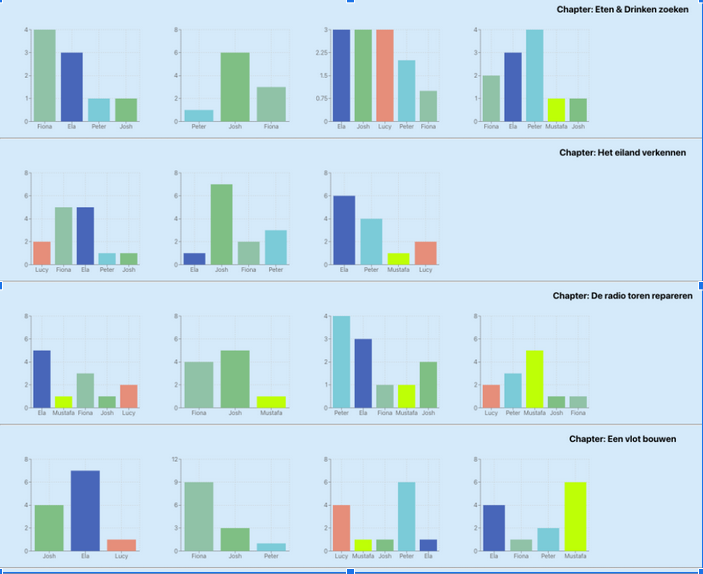 Chapter: Eten & Drinken zoeken
4 3 2 1 0
Fiona Ela Peter Josh
8 6 4 2 0
Peter Josh Fiona
3 2.25 1.5 0.75 0
Ela Josh Lucy Peter Fiona
4 3 2 1 0
Fiona Ela Peter Mustafa Josh
Chapter: Het eiland verkennen
8 6 4 2 0
Lucy Fiona Ela Peter Josh
8 6 4 2 0
Ela Josh Fiona Peter
8 6 4 2 0
Ela Peter Mustafa Lucy
Chapter: De radio toren repareren
8 6 4 2 0
Ela Mustafa Fiona Josh Lucy
8 6 4 2 0
Fiona Josh Mustafa
4 3 2 1 0
Peter Ela Fiona Mustafa Josh
8 6 4 2 0
Lucy Peter Mustafa Josh Fiona
Chapter: Een vlot bouwen
8 6 4 2 0
Josh Ela Lucy
12 9 6 3 0
Fiona Josh Peter
8 6 4 2 0
Lucy Mustafa Josh Peter Ela
8 6 4 2 0
Ela Fiona Peter Mustafa